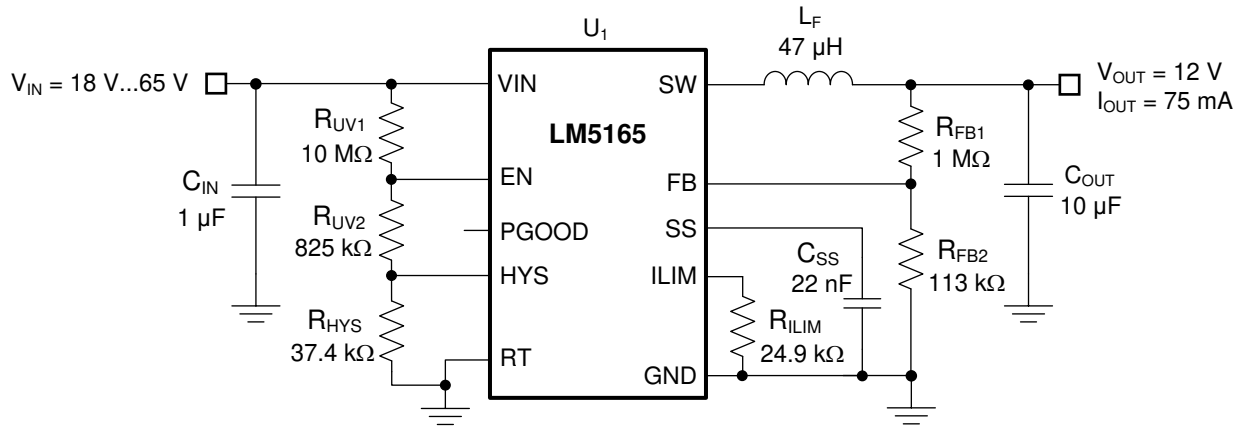 U1
LF
47 µH
VIN = 18 V...65 V
VIN
SW
VOUT = 12 V
IOUT = 75 mA
RUV1
10 MΩ
LM5165
RFB1
1 MΩ
CIN
1 µF
EN
FB
COUT
10 µF
RUV2
825 kΩ
PGOOD
SS
CSS
22 nF
RFB2
113 kΩ
HYS
ILIM
RHYS
37.4 kΩ
RILIM
24.9 kΩ
RT
GND